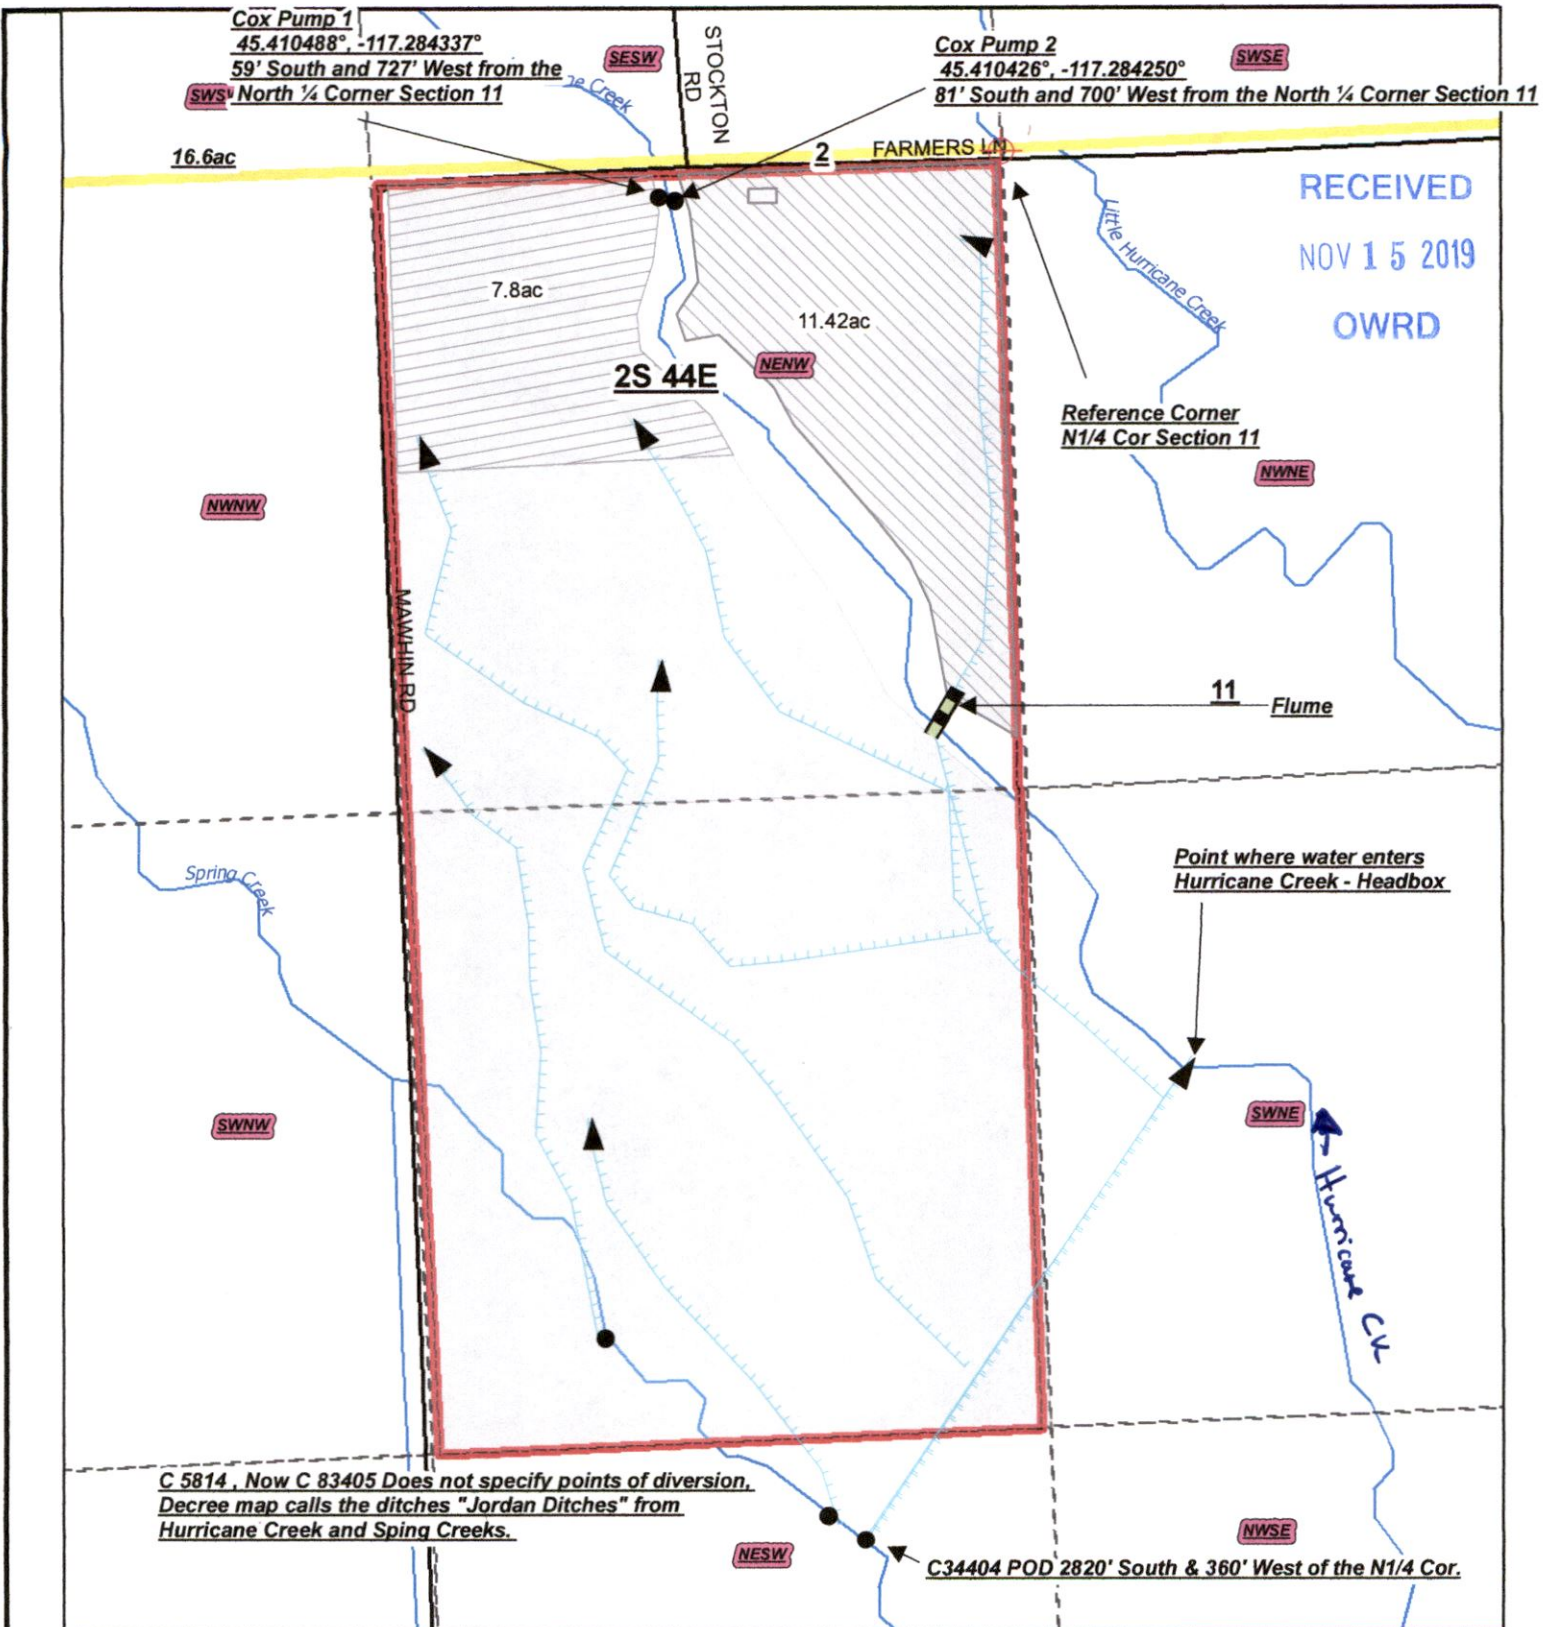 Cox Pump 1
45.410488°, -117.284337°
59' South and 727' West from the
North ¼ Corner Section 11
SESW
STOCKTON
RD
Cox Pump 2
45.410426°, -117.284250°
81' South and 700' West from the North ¼ Corner Section 11
SWSE
Creek
16.6ac
2
FARMERS LN
RECEIVED
NOV 15 2019
OWRD
Little Hurricane Creek
7.8ac
11.42ac
NENW
2S 44E
Reference Corner
N1/4 Cor Section 11
NWNE
NWNW
MAWHIN RD
11
Flume
Point where water enters
Hurricane Creek - Headbox
Spring Creek
SWNW
SWNE
Hurricane CK
C 5814 , Now C 83405 Does not specify points of diversion,
Decree map calls the ditches "Jordan Ditches" from
Hurricane Creek and Sping Creeks.
NESW
NWSE
C34404 POD 2820' South & 360' West of the N1/4 Cor.